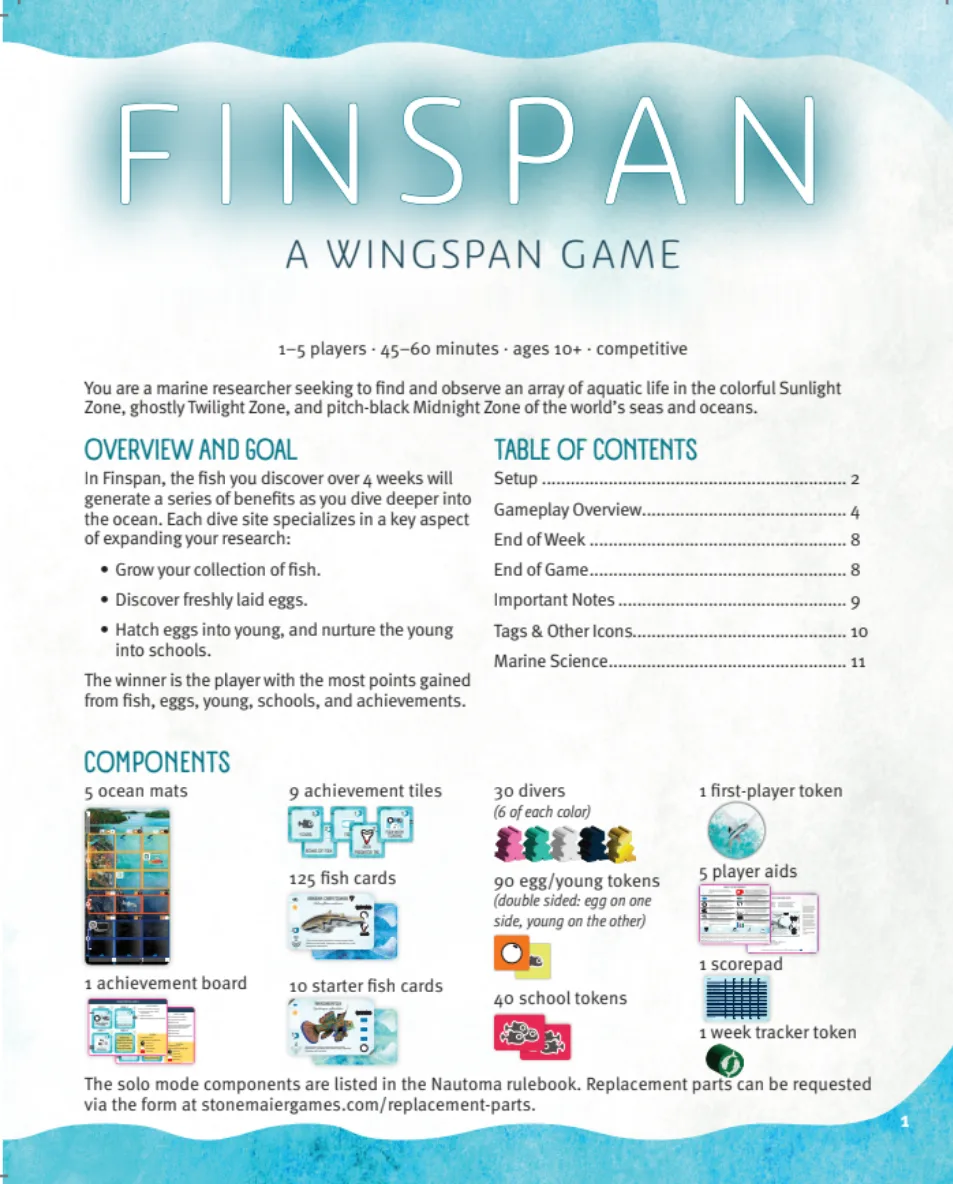 FINSPAN
A WINGSPAN GAME
1–5 players · 45–60 minutes · ages 10+ · competitive
You are a marine researcher seeking to find and observe an array of aquatic life in the colorful Sunlight
Zone, ghostly Twilight Zone, and pitch-black Midnight Zone of the world’s seas and oceans.
OVERVIEW AND GOAL
In Finspan, the fish you discover over 4 weeks will
generate a series of benefits as you dive deeper into
the ocean. Each dive site specializes in a key aspect
of expanding your research:
• Grow your collection of fish.
• Discover freshly laid eggs.
• Hatch eggs into young, and nurture the young
into schools.
The winner is the player with the most points gained
from fish, eggs, young, schools, and achievements.
TABLE OF CONTENTS
Setup ................................................................ 2
Gameplay Overview........................................... 4
End of Week ...................................................... 8
End of Game...................................................... 8
Important Notes ................................................ 9
Tags & Other Icons............................................. 10
Marine Science.................................................. 11
COMPONENTS
5 ocean mats
1 achievement board
9 achievement tiles
125 fish cards
10 starter fish cards
30 divers
(6 of each color)
90 egg/young tokens
(double sided: egg on one
side, young on the other)
40 school tokens
1 first-player token
5 player aids
1 scorepad
1 week tracker token
The solo mode components are listed in the Nautoma rulebook. Replacement parts can be requested
via the form at stonemaiergames.com/replacement-parts.
1